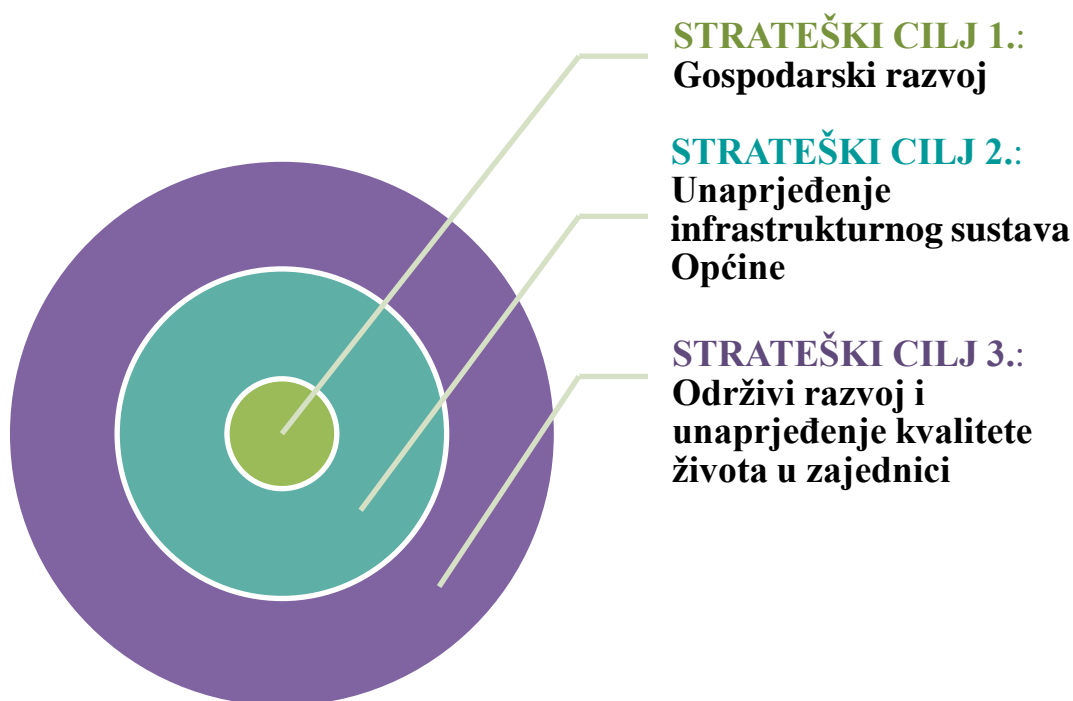 STRATEŠKI CILJ 1.:
Gospodarski razvoj
STRATEŠKI CILJ 2.:
Unaprjeđenje
infrastrukturnog sustava
Općine
STRATEŠKI CILJ 3.:
Održivi razvoj i
unaprjeđenje kvalitete
života u zajednici